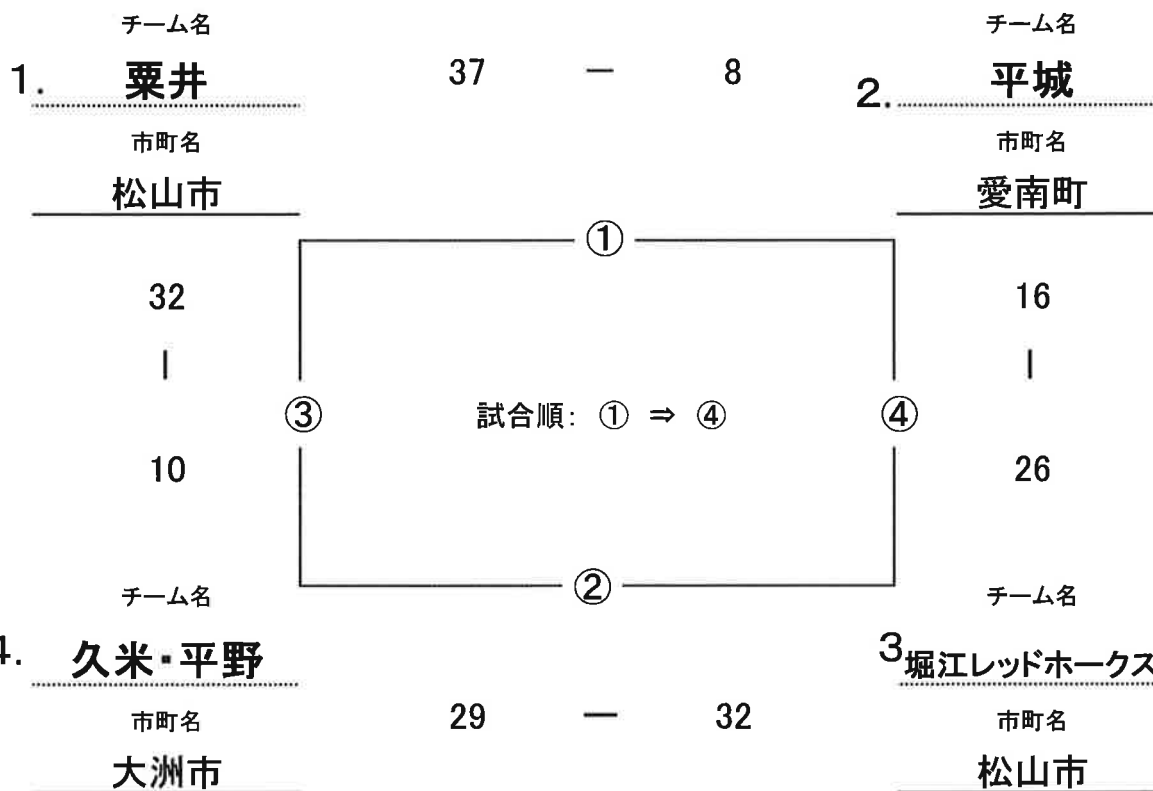 チーム名 チーム名
1. 粟井 37 － 8 2. 平城
市町名 市町名
松山市 愛南町
①
32 16
｜ ｜
③ 試合順: ① ⇒ ④ ④
10 26
②
チーム名 チーム名
4. 久米・平野 3 堀江レッドホークス
市町名 29 － 32 市町名
大洲市 松山市